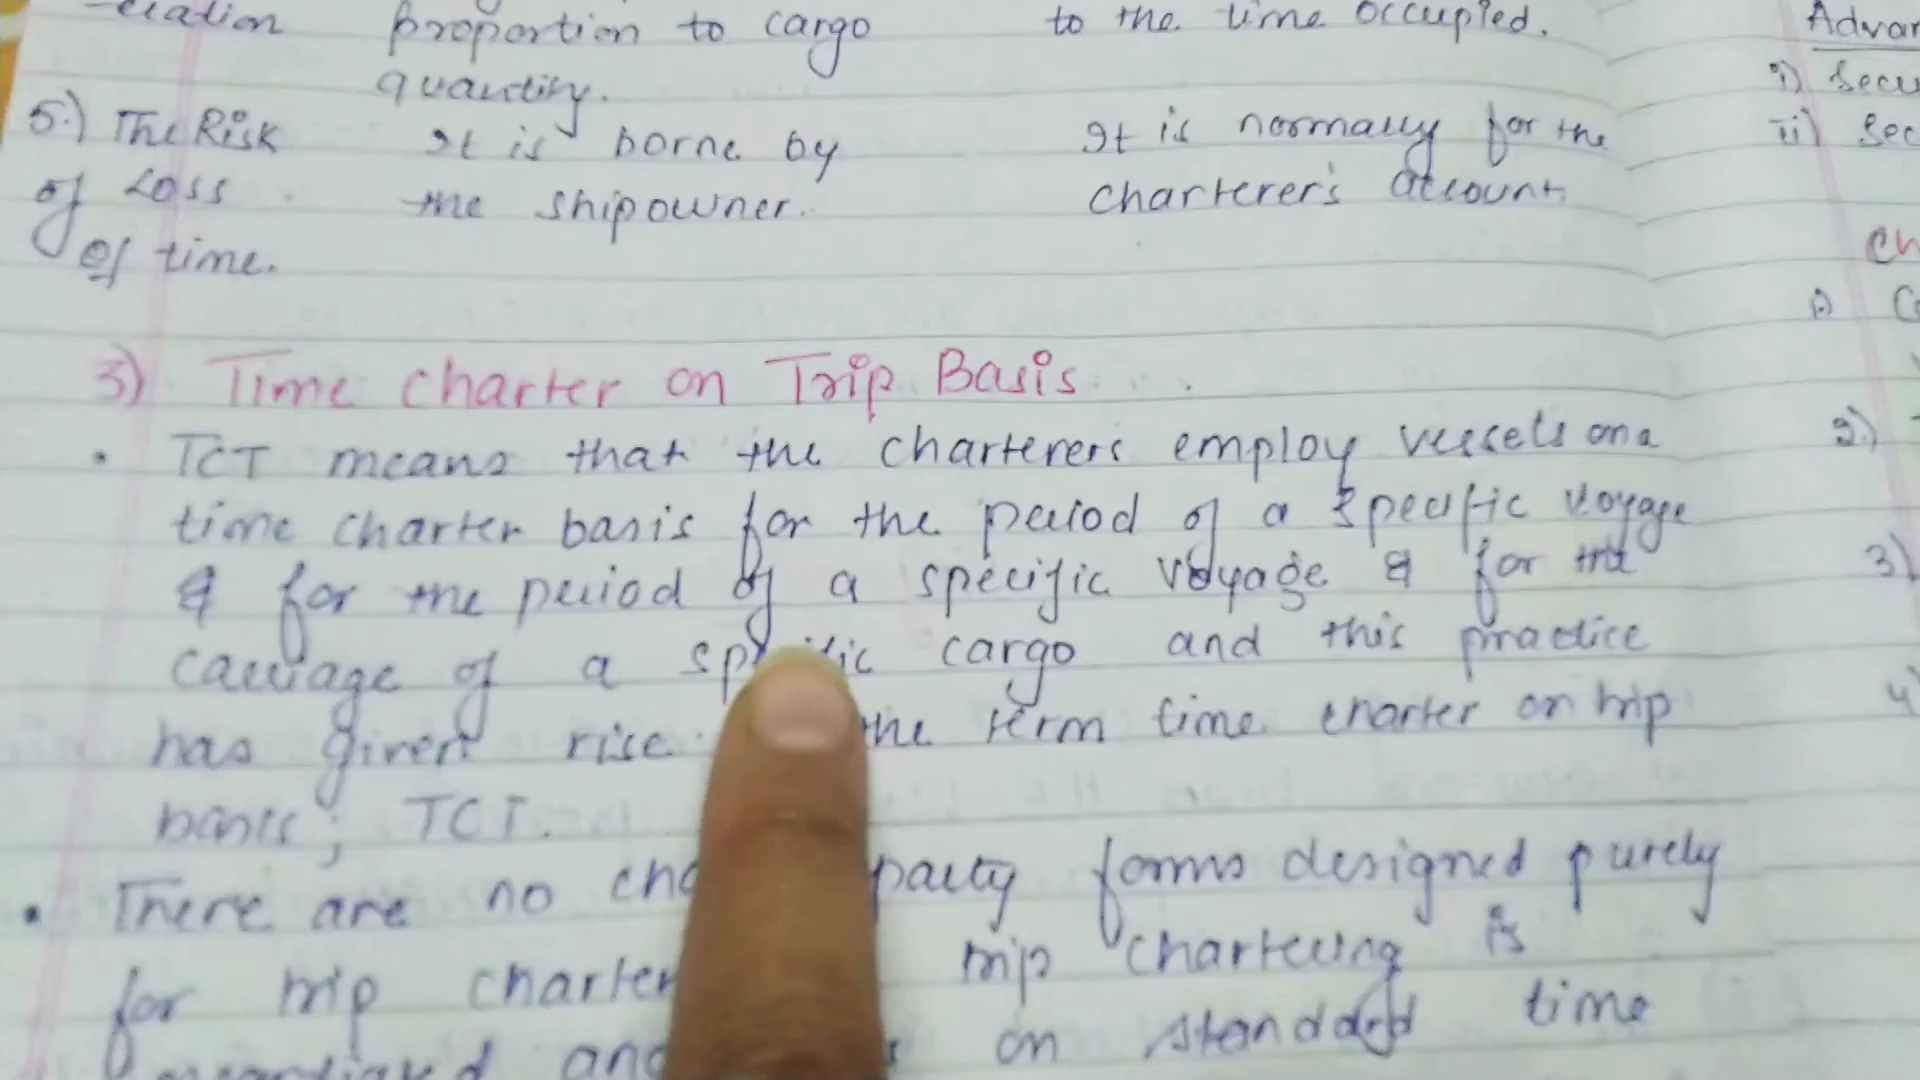 proportion to cargo to the time occupied.
quantity.
5.) The Risk It is borne by It is normally for the
of Loss the shipowner. charterer's account
of time.
3) Time Charter on Trip Basis.
• TCT means that the charterers employ vessels on a
time charter basis for the period of a specific voyage
& for the period of a specific voyage & for the
carriage of a cargo and this practice
has given rise the term time charter on trip
basis; TCT.
• There are no party forms designed purely
for trip trip chartering is
on standard time
i)
ii)
i)
2.)
3)
4)